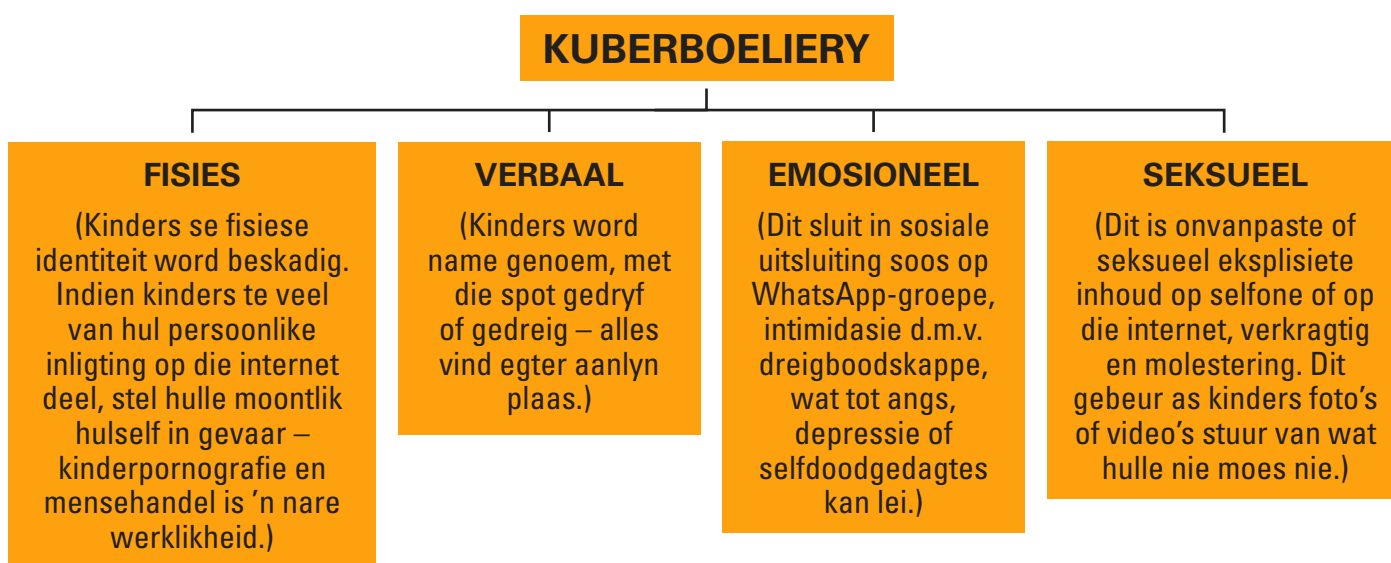 KUBERBOELIERY
FISIES
(Kinders se fisiese
identiteit word beskadig.
Indien kinders te veel
van hul persoonlike
inligting op die internet
deel, stel hulle moontlik
hulself in gevaar –
kinderpornografie en
mensehandel is ’n nare
werklikheid.)
VERBAAL
(Kinders word
name genoem, met
die spot gedryf
of gedreig – alles
vind egter aanlyn
plaas.)
EMOSIONEEL
(Dit sluit in sosiale
uitsluiting soos op
WhatsApp-groepe,
intimidasie d.m.v.
dreigboodskappe,
wat tot angs,
depressie of
selfdoodgedagtes
kan lei.)
SEKSUEEL
(Dit is onvanpaste of
seksueel eksplisiete
inhoud op selfone of op
die internet, verkragtig
en molestering. Dit
gebeur as kinders foto’s
of video’s stuur van wat
hulle nie moes nie.)